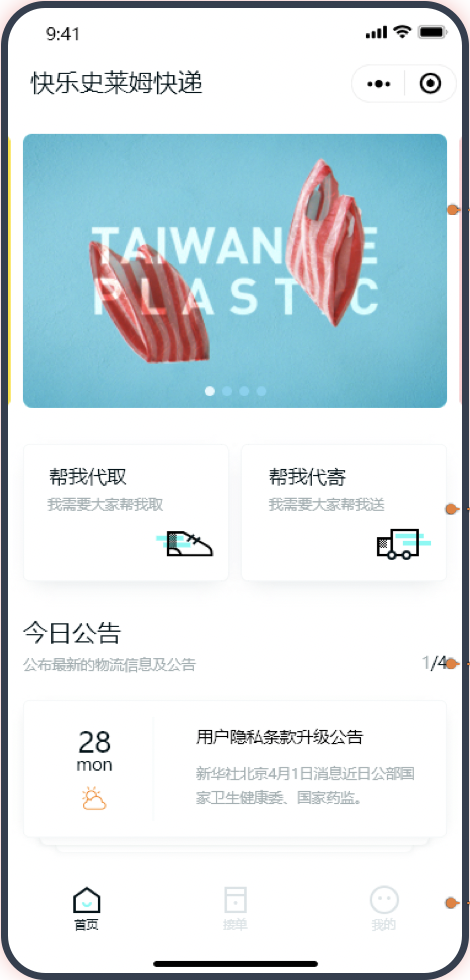 9:41
快乐史莱姆快递
TAIWAN E
PLASTIC
帮我代取
我需要大家帮我取
帮我代寄
我需要大家帮我送
今日公告
公布最新的物流信息及公告
1/4
28
mon
用户隐私条款升级公告
新华社北京4月1日消息近日公部国
家卫生健康委、国家药监。
首页
接单
我的